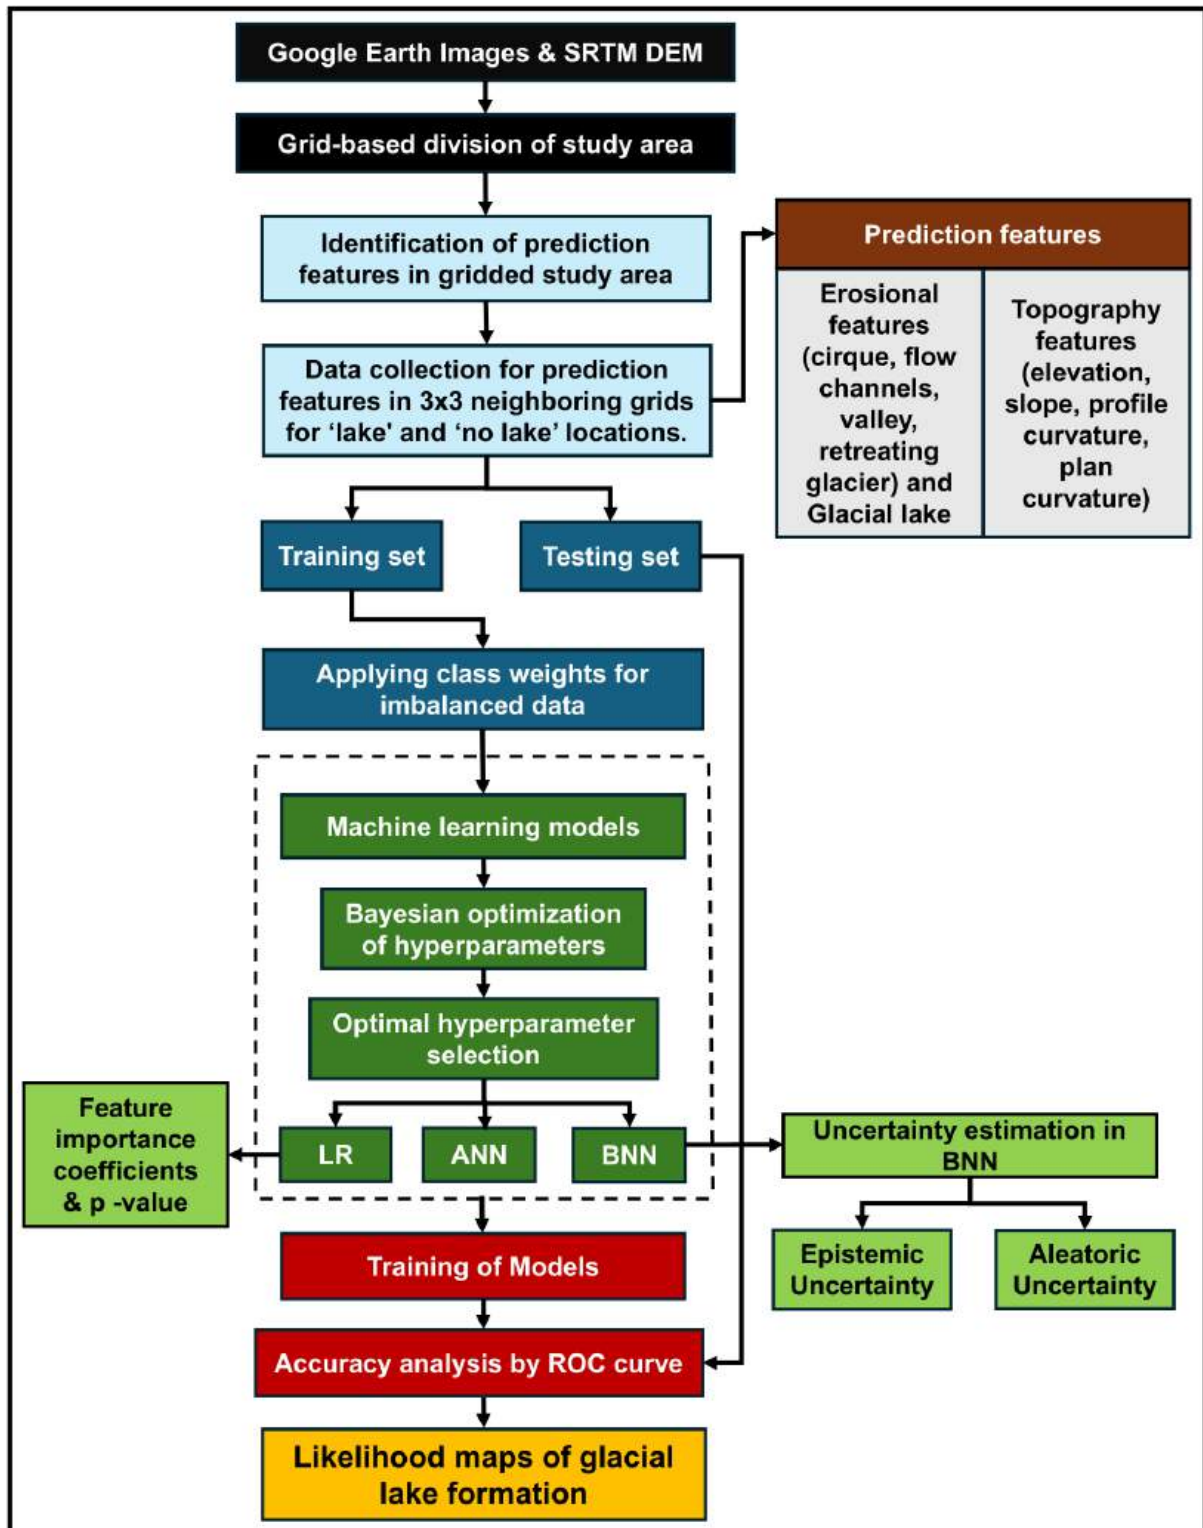 Google Earth Images & SRTM DEM
Grid-based division of study area
Identification of prediction
features in gridded study area
Data collection for prediction
features in 3x3 neighboring grids
for ‘lake' and ‘no lake’ locations.
Prediction features
Erosional
features
(cirque, flow
channels,
valley,
retreating
glacier) and
Glacial lake
Topography
features
(elevation,
slope, profile
curvature,
plan
curvature)
Training set
Testing set
Applying class weights for
imbalanced data
Machine learning models
Bayesian optimization
of hyperparameters
Optimal hyperparameter
selection
LR
ANN
BNN
Feature
importance
coefficients
& p -value
Uncertainty estimation in
BNN
Epistemic
Uncertainty
Aleatoric
Uncertainty
Training of Models
Accuracy analysis by ROC curve
Likelihood maps of glacial
lake formation